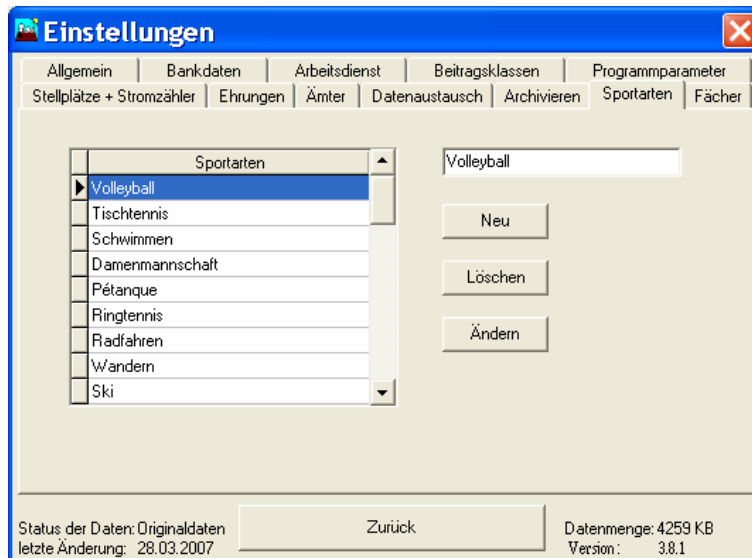 Einstellungen
Allgemein Bankdaten Arbeitsdienst Beitragsklassen Programmparameter
Stellplätze + Stromzähler Ehrungen Ämter Datenaustausch Archivieren Sportarten Fächer
Sportarten
Volleyball
Tischtennis
Schwimmen
Damenmannschaft
Pétanque
Ringtennis
Radfahren
Wandern
Ski
Volleyball
Neu
Löschen
Ändern
Status der Daten: Originaldaten
letzte Änderung: 28.03.2007
Zurück
Datenmenge: 4259 KB
Version: 3.8.1